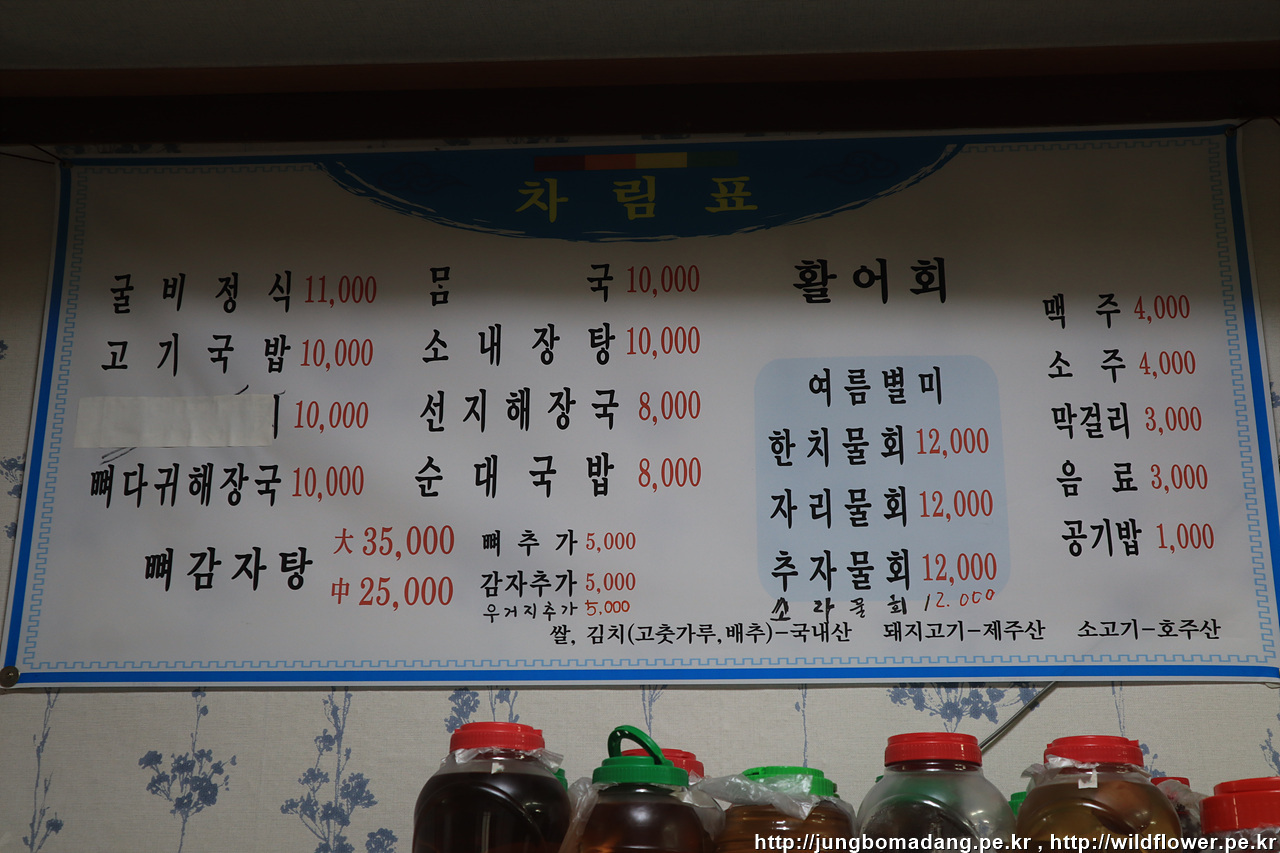 차림표
굴비정식 11,000
고기국밥 10,000
10,000
뼈다귀해장국 10,000
뼈감자탕 大 35,000
中 25,000
몸국 10,000
소내장탕 10,000
선지해장국 8,000
순대국밥 8,000
뼈추가 5,000
감자추가 5,000
우거지추가 5,000
활어회
여름별미
한치물회 12,000
자리물회 12,000
추자물회 12,000
소라물회 12.000
맥주 4,000
소주 4,000
막걸리 3,000
음료 3,000
공기밥 1,000
쌀, 김치(고춧가루,배추)-국내산 돼지고기-제주산 소고기-호주산
http://jungbomadang.pe.kr , http://wildflower.pe.kr